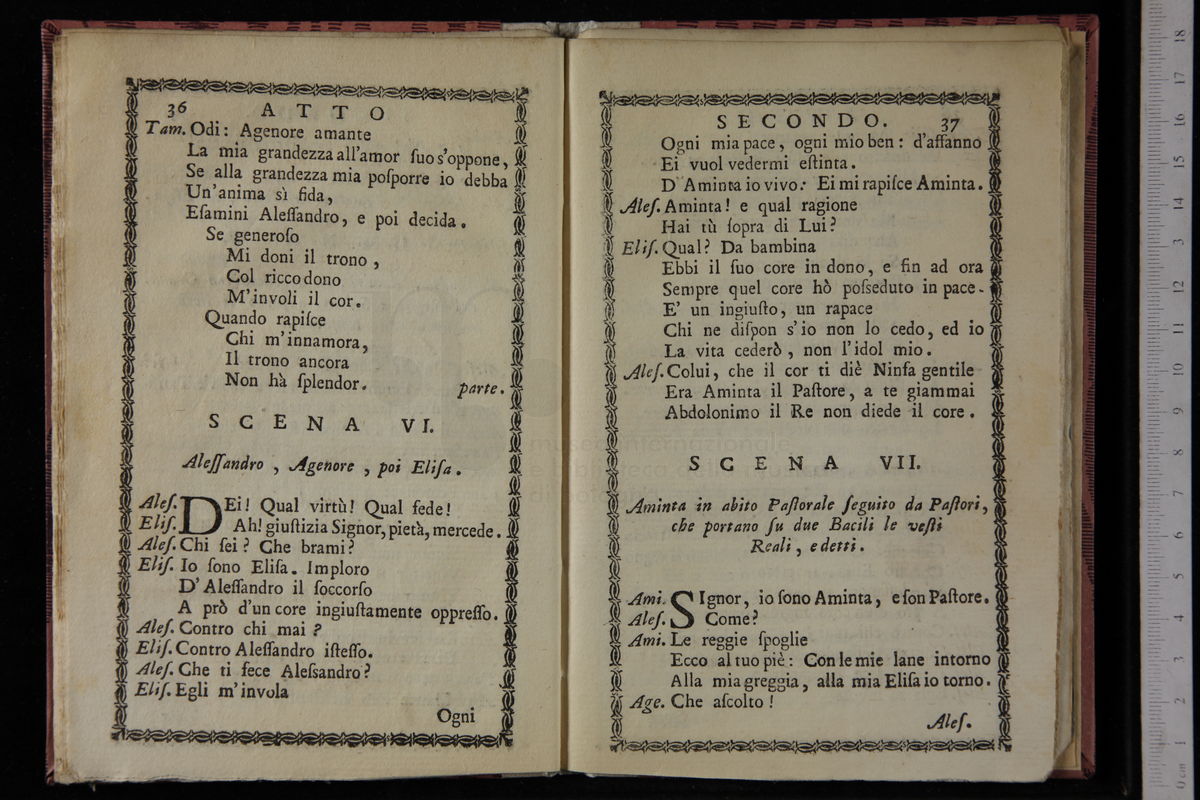 36 ATTO
Tam. Odi: Agenore amante
La mia grandezza all'amor ſuo s'oppone,
Se alla grandezza mia poſporre io debba
Un'anima sì fida,
Eſamini Aleſſandro, e poi decida.
Se generoſo
Mi doni il trono,
Col ricco dono
M'involi il cor.
Quando rapiſce
Chi m'innamora,
Il trono ancora
Non hà ſplendor. parte.
SCENA VI.
Aleſſandro, Agenore, poi Eliſa.
Aleſ. DEi! Qual virtù! Qual fede!
Eliſ. Ah! giuſtizia Signor, pietà, mercede.
Aleſ. Chi ſei? Che brami?
Eliſ. Io ſono Eliſa. Imploro
D'Aleſſandro il ſoccorſo
A prò d'un core ingiuſtamente oppreſſo.
Aleſ. Contro chi mai?
Eliſ. Contro Aleſſandro iſteſſo.
Aleſ. Che ti fece Aleſsandro?
Eliſ. Egli m'invola
Ogni
SECONDO. 37
Ogni mia pace, ogni mio ben: d'affanno
Ei vuol vedermi eſtinta.
D'Aminta io vivo: Ei mi rapiſce Aminta.
Aleſ. Aminta! e qual ragione
Hai tù ſopra di Lui?
Eliſ. Qual? Da bambina
Ebbi il ſuo core in dono, e fin ad ora
Sempre quel core hò poſseduto in pace.
E' un ingiuſto, un rapace
Chi ne diſpon s'io non lo cedo, ed io
La vita cederò, non l'idol mio.
Aleſ. Colui, che il cor ti diè Ninfa gentile
Era Aminta il Paſtore, a te giammai
Abdolonimo il Re non diede il core.
SCENA VII.
Aminta in abito Paſtorale ſeguito da Paſtori,
che portano ſu due Bacili le veſti
Reali, e detti.
Ami. SIgnor, io ſono Aminta, e ſon Paſtore.
Aleſ. Come?
Ami. Le reggie ſpoglie
Ecco al tuo piè: Con le mie lane intorno
Alla mia greggia, alla mia Eliſa io torno.
Age. Che aſcolto!
Aleſ.